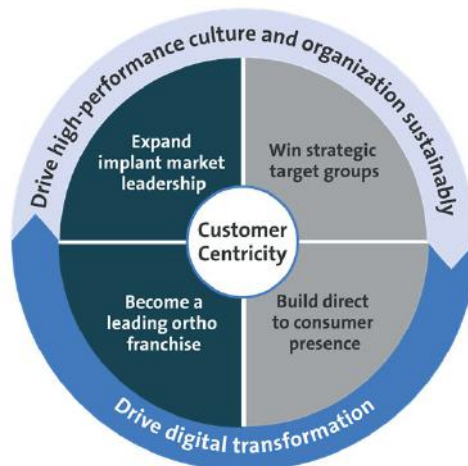 Drive high-performance culture and organization sustainably
Expand
implant market
leadership
Win strategic
target groups
Customer
Centricity
Become a
leading ortho
franchise
Build direct
to consumer
presence
Drive digital transformation